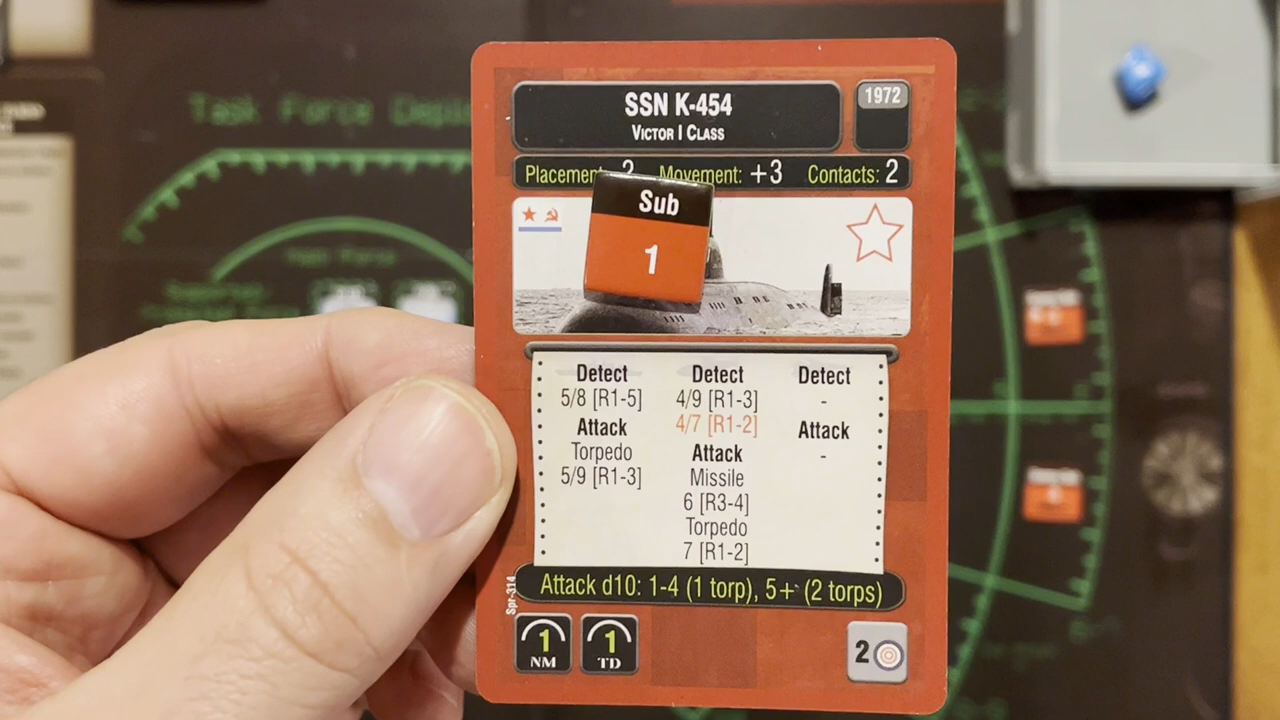 Task Force
SSN K-454
1972
VICTOR I CLASS
Placement: 2 Movement: +3 Contacts: 2
Sub
1
Detect Detect Detect
5/8 [R1-5] 4/9 [R1-3] -
4/7 [R1-2]
Attack Attack Attack
Torpedo Missile -
5/9 [R1-3] 6 [R3-4]
Torpedo
7 [R1-2]
Attack d10: 1-4 (1 torp), 5+ (2 torps)
Spr-314
1 1 2
NM TD